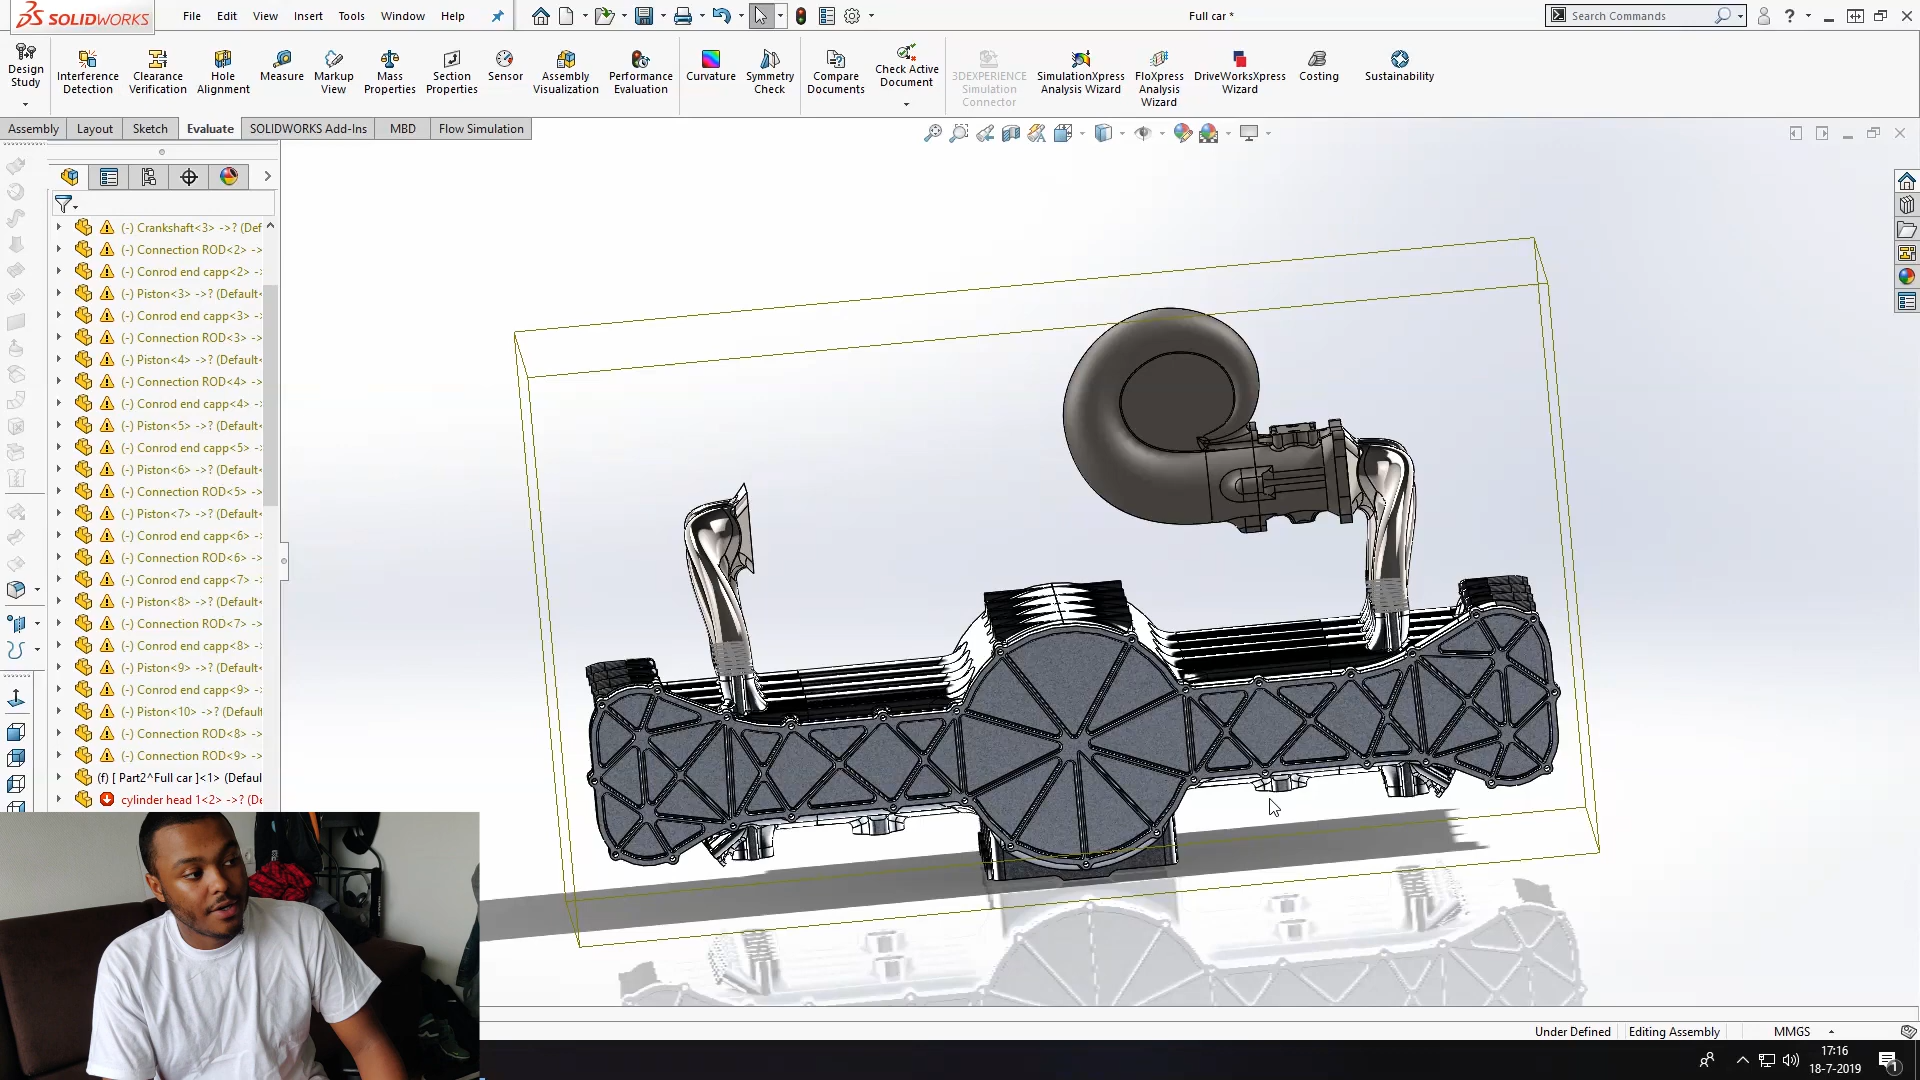 SOLIDWORKS
File Edit View Insert Tools Window Help
Full car *
Search Commands
Design Study
Interference Detection
Clearance Verification
Hole Alignment
Measure
Markup View
Mass Properties
Section Properties
Sensor
Assembly Visualization
Performance Evaluation
Curvature
Symmetry Check
Compare Documents
Check Active Document
3DEXPERIENCE Simulation Connector
SimulationXpress Analysis Wizard
FloXpress Analysis Wizard
DriveWorksXpress Wizard
Costing
Sustainability
Assembly Layout Sketch Evaluate SOLIDWORKS Add-Ins MBD Flow Simulation
(-) Crankshaft<3> ->? (Def
(-) Connection ROD<2> ->
(-) Conrod end capp<2> ->
(-) Piston<3> ->? (Default<
(-) Conrod end capp<3> ->
(-) Connection ROD<3> ->
(-) Piston<4> ->? (Default<
(-) Connection ROD<4> ->
(-) Conrod end capp<4> ->
(-) Piston<5> ->? (Default<
(-) Conrod end capp<5> ->
(-) Piston<6> ->? (Default<
(-) Connection ROD<5> ->
(-) Piston<7> ->? (Default<
(-) Conrod end capp<6> ->
(-) Connection ROD<6> ->
(-) Conrod end capp<7> ->
(-) Piston<8> ->? (Default<
(-) Connection ROD<7> ->
(-) Conrod end capp<8> ->
(-) Piston<9> ->? (Default<
(-) Conrod end capp<9> ->
(-) Piston<10> ->? (Default
(-) Connection ROD<8> ->
(-) Connection ROD<9> ->
(f) [ Part2^Full car ]<1> (Defaul
cylinder head 1<2> ->? (De
Under Defined Editing Assembly MMGS
17:16
18-7-2019
1